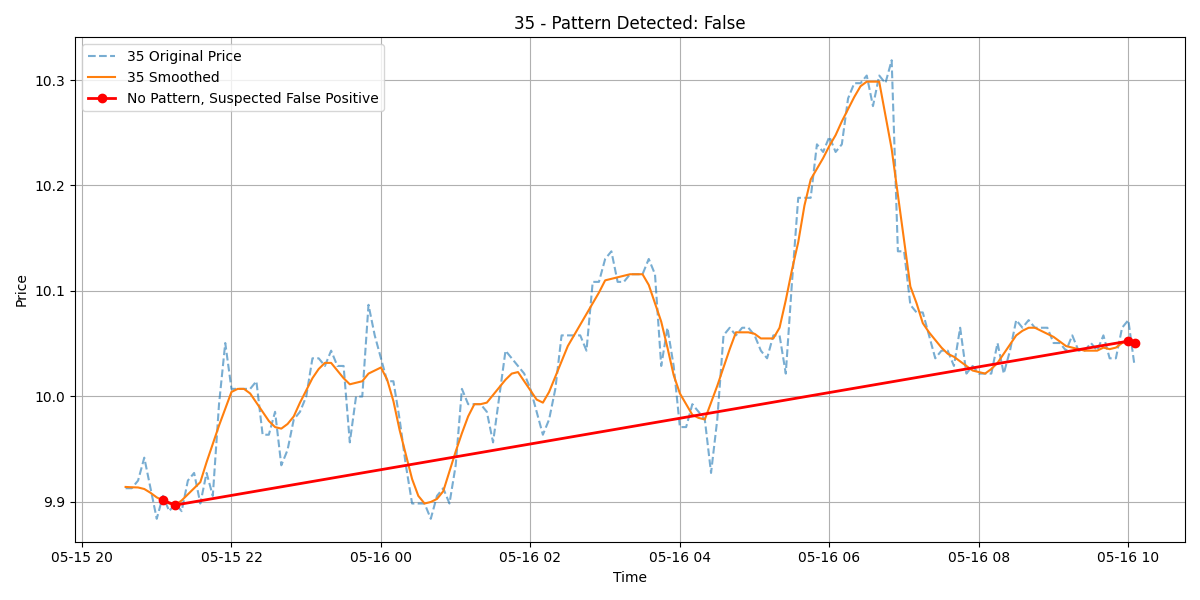 35 - Pattern Detected: False
35 Original Price
35 Smoothed
No Pattern, Suspected False Positive
Price
10.3
10.2
10.1
10.0
9.9
05-15 20
05-15 22
05-16 00
05-16 02
05-16 04
05-16 06
05-16 08
05-16 10
Time